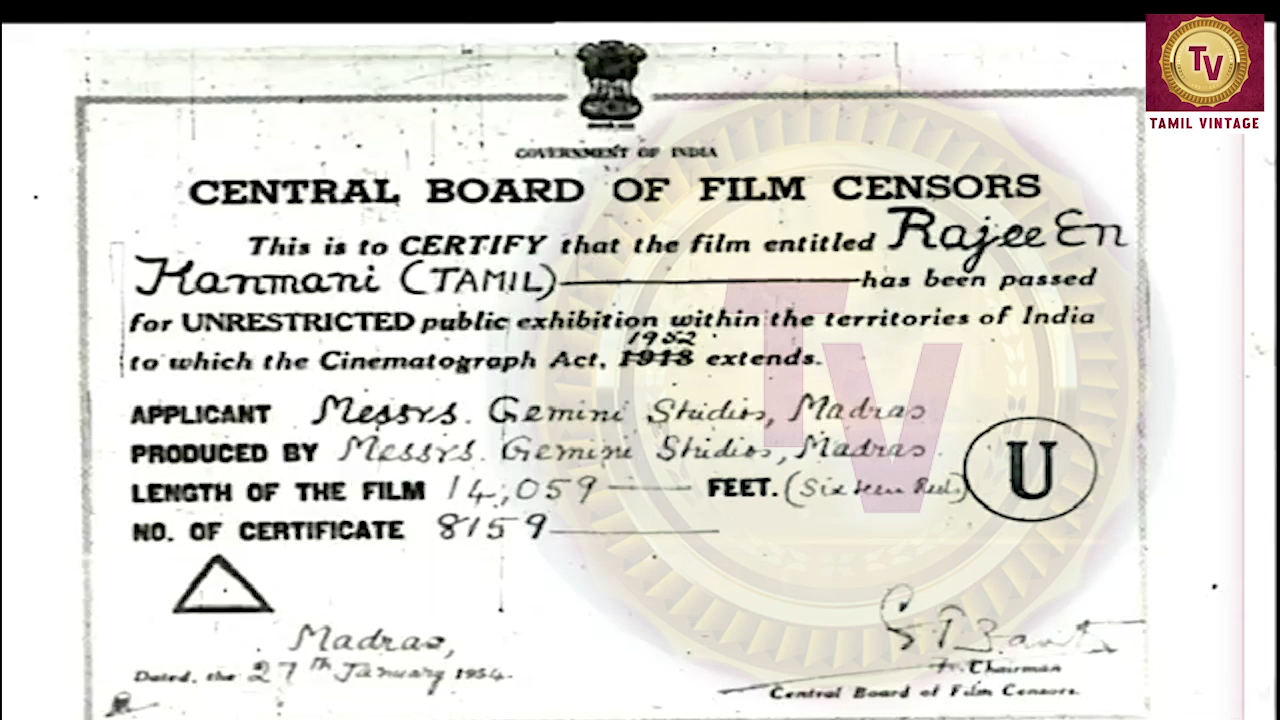 TV
TAMIL VINTAGE
GOVERNMENT OF INDIA
CENTRAL BOARD OF FILM CENSORS
This is to CERTIFY that the film entitled Rajee En
Kanmani (TAMIL) has been passed
for UNRESTRICTED public exhibition within the territories of India
1952
to which the Cinematograph Act, 1918 extends.
APPLICANT Messrs. Gemini Studios, Madras
PRODUCED BY Messrs. Gemini Studios, Madras.
LENGTH OF THE FILM 14,059 FEET. (Sixteen Reels)
U
NO. OF CERTIFICATE 8159
TV
Madras,
Dated, the 27th January 1954.
Chairman
Central Board of Film Censors.